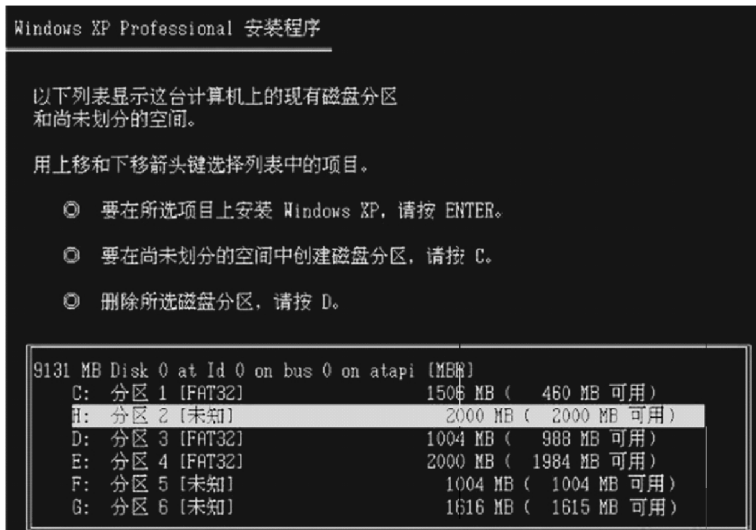 Windows XP Professional 安装程序
以下列表显示这台计算机上的现有磁盘分区
和尚未划分的空间。
用上移和下移箭头键选择列表中的项目。
◎ 要在所选项目上安装 Windows XP，请按 ENTER。
◎ 要在尚未划分的空间中创建磁盘分区，请按 C。
◎ 删除所选磁盘分区，请按 D。
9131 MB Disk 0 at Id 0 on bus 0 on atapi [MBR]
C: 分区 1 [FAT32] 1506 MB ( 460 MB 可用)
H: 分区 2 [未知] 2000 MB ( 2000 MB 可用)
D: 分区 3 [FAT32] 1004 MB ( 988 MB 可用)
E: 分区 4 [FAT32] 2000 MB ( 1984 MB 可用)
F: 分区 5 [未知] 1004 MB ( 1004 MB 可用)
G: 分区 6 [未知] 1616 MB ( 1615 MB 可用)